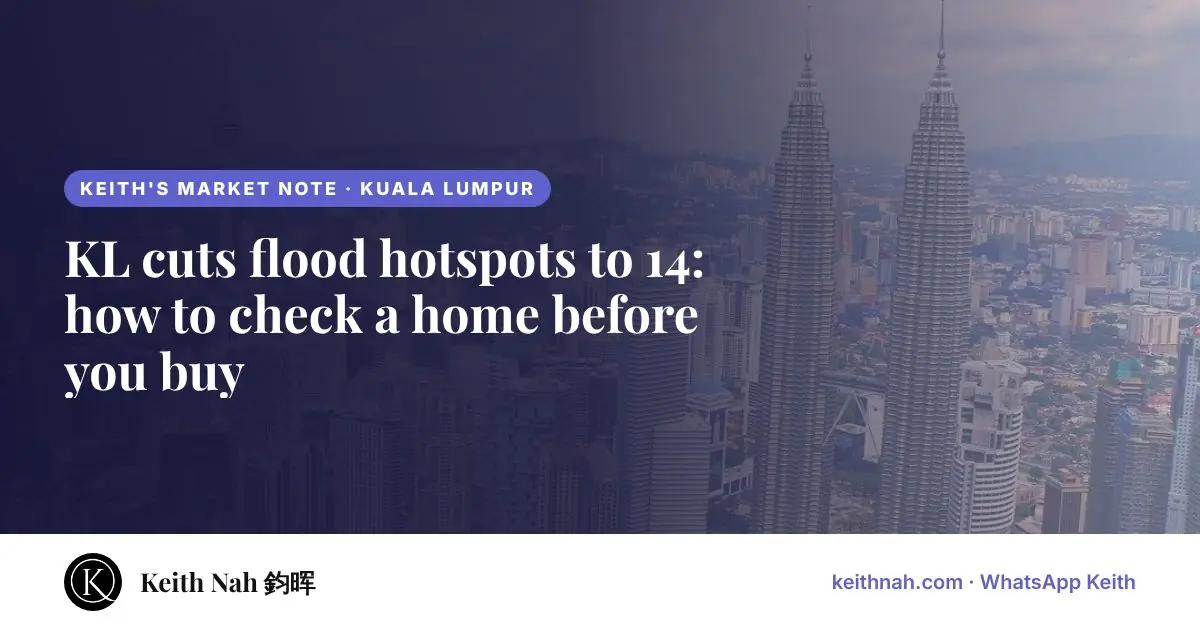 KEITH'S MARKET NOTE · KUALA LUMPUR
KL cuts flood hotspots to 14:
how to check a home before
you buy
K
Keith Nah 鈞晖
keithnah.com · WhatsApp Keith